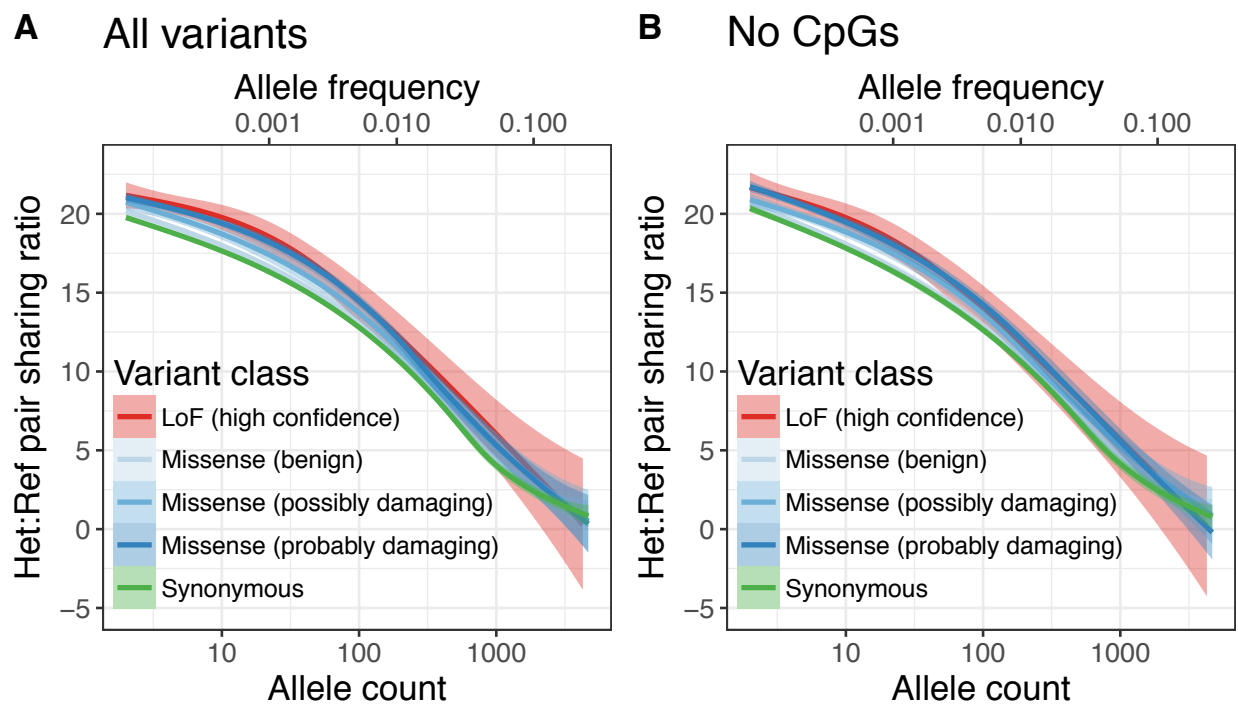 A All variants
Allele frequency
0.001 0.010 0.100
Het:Ref pair sharing ratio
20
15
10
5
0
−5
Variant class
LoF (high confidence)
Missense (benign)
Missense (possibly damaging)
Missense (probably damaging)
Synonymous
10 100 1000
Allele count
B No CpGs
Allele frequency
0.001 0.010 0.100
Het:Ref pair sharing ratio
20
15
10
5
0
−5
Variant class
LoF (high confidence)
Missense (benign)
Missense (possibly damaging)
Missense (probably damaging)
Synonymous
10 100 1000
Allele count